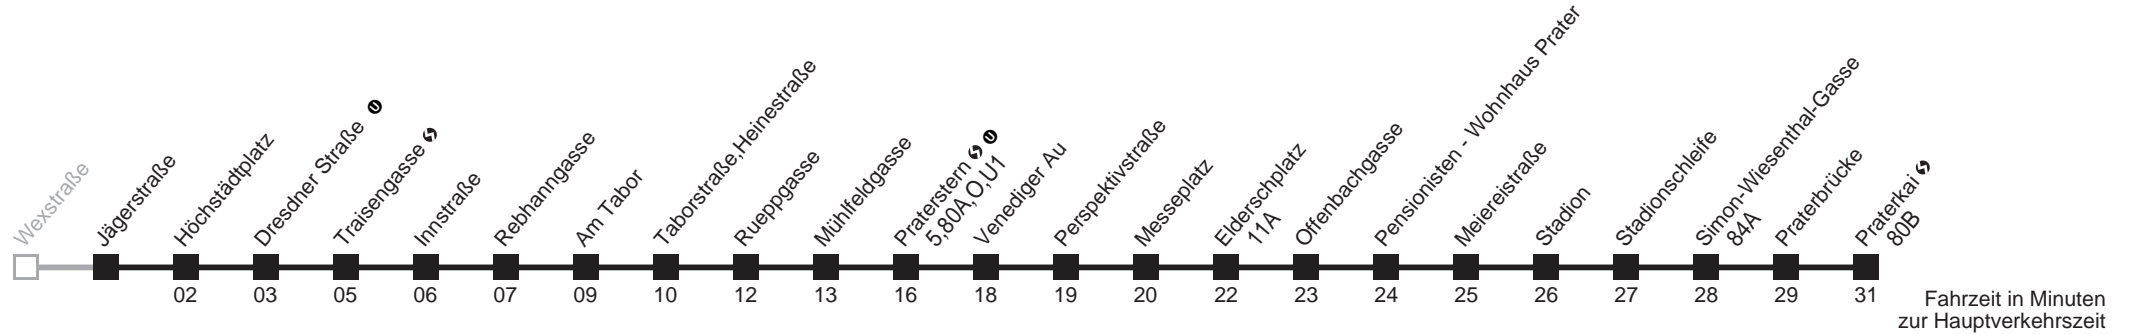 Wexstraße
Jägerstraße
Höchstädtplatz
Dresdner Straße U
Traisengasse S
Innstraße
Rebhanngasse
Am Tabor
Taborstraße,Heinestraße
Rueppgasse
Mühlfeldgasse
Praterstern S U
5,80A,O,U1
Venediger Au
Perspektivstraße
Messeplatz
Elderschplatz
11A
Offenbachgasse
Pensionisten - Wohnhaus Prater
Meiereistraße
Stadion
Stadionschleife
Simon-Wiesenthal-Gasse
84A
Praterbrücke
Praterkai S
80B
02 03 05 06 07 09 10 12 13 16 18 19 20 22 23 24 25 26 27 28 29 31
Fahrzeit in Minuten
zur Hauptverkehrszeit